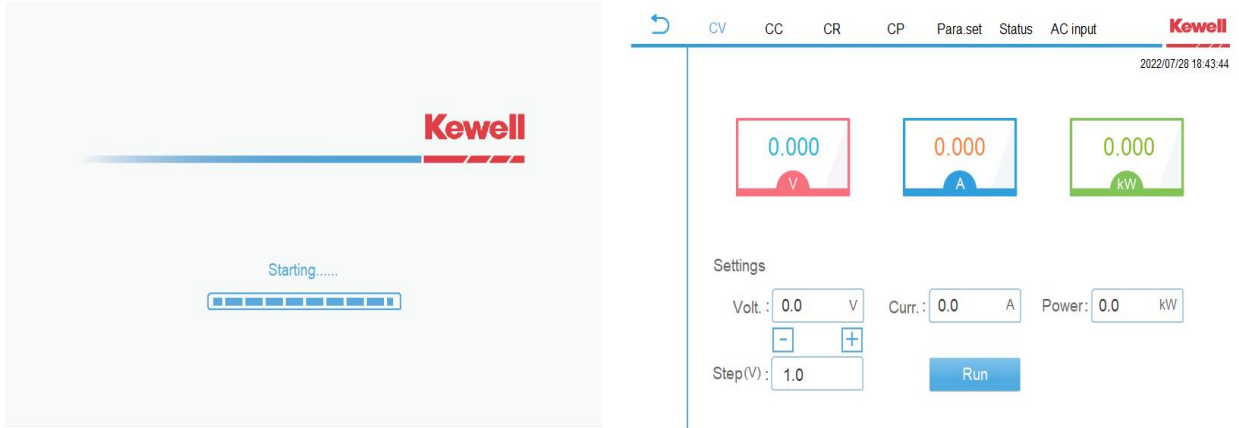 Kewell
Starting......
CV CC CR CP Para.set Status AC input Kewell
2022/07/28 18:43:44
0.000 0.000 0.000
V A kW
Settings
Volt. : 0.0 V Curr. : 0.0 A Power: 0.0 kW
- +
Step(V) : 1.0 Run